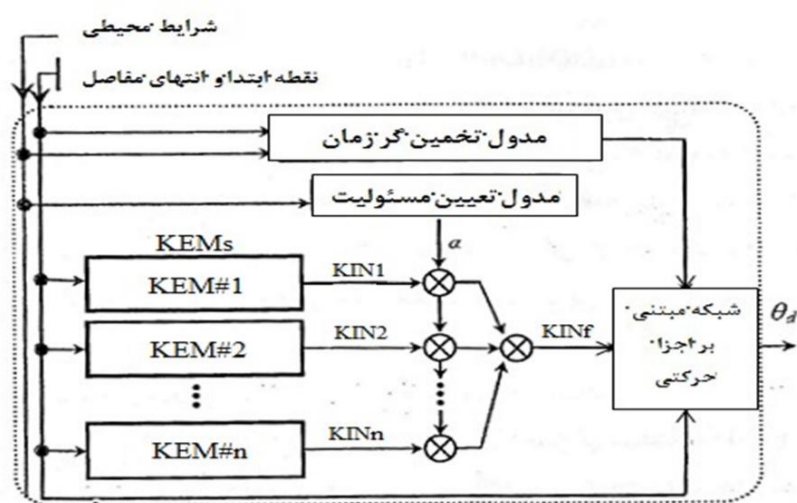 شرایط محیطی
نقطه ابتدا و انتهای مفاصل
مدول تخمین گر زمان
مدول تعیین مسئولیت
α
KEMs
KEM#1
KIN1
KEM#2
KIN2
KEM#n
KINn
KINf
شبکه مبتنی
بر اجزا
حرکتی
θd